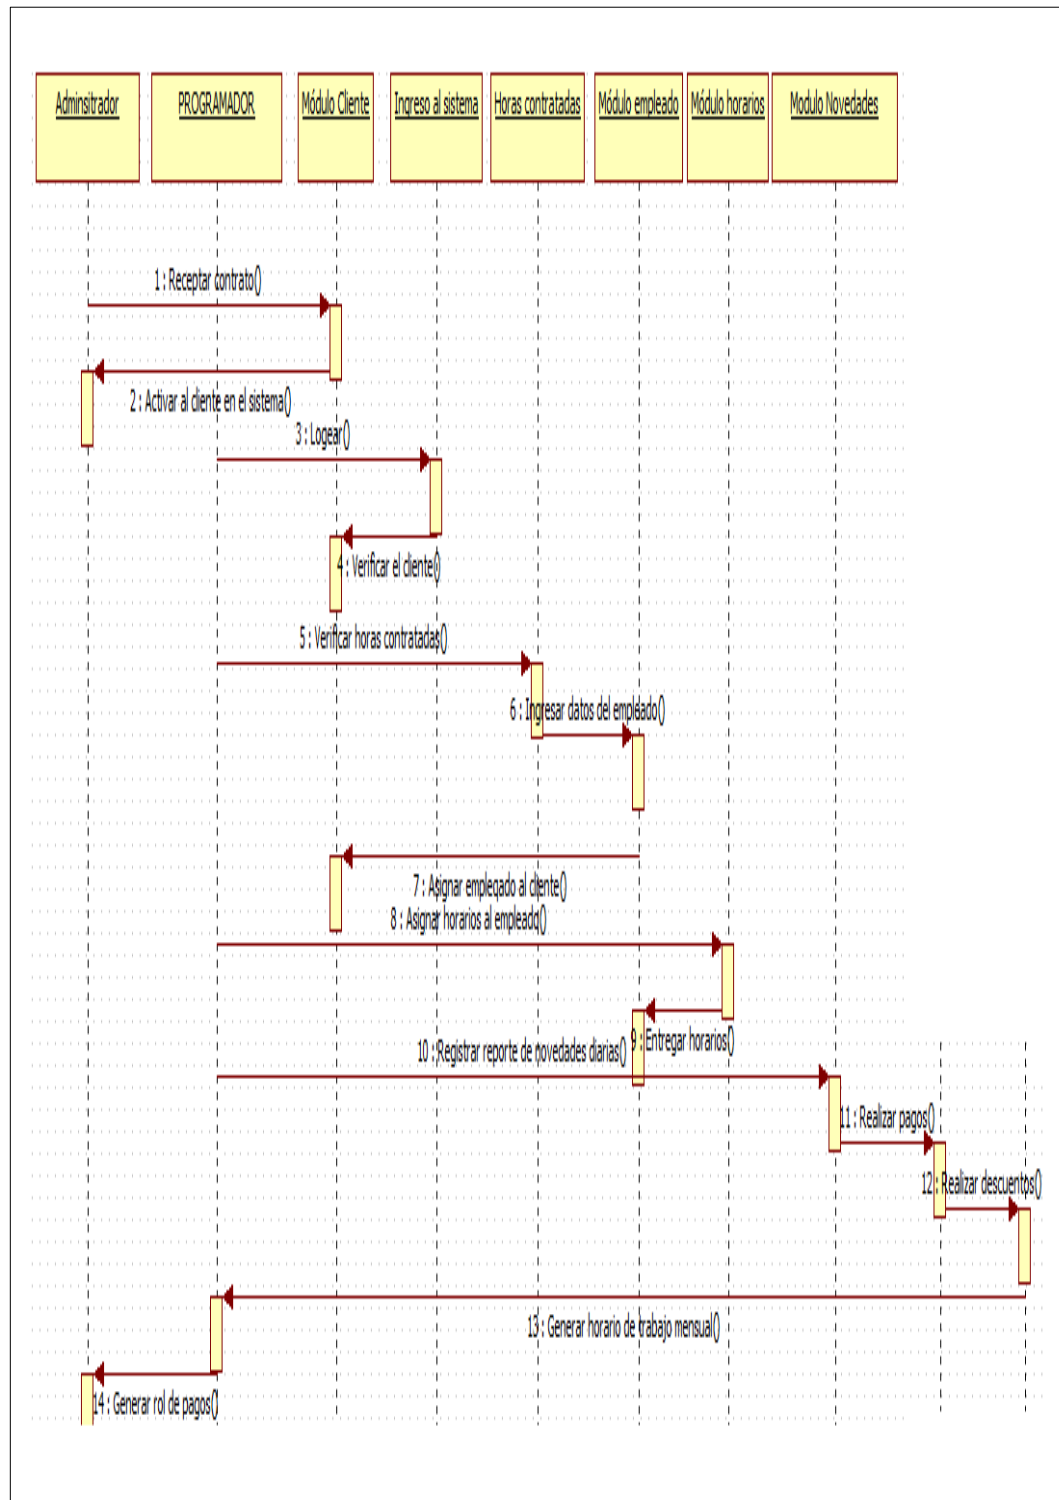 Adminsitrador
PROGRAMADOR
Módulo Cliente
Ingreso al sistema
Horas contratadas
Módulo empleado
Módulo horarios
Modulo Novedades
1 : Receptar contrato()
2 : Activar al cliente en el sistema()
3 : Logear()
4 : Verificar el cliente()
5 : Verificar horas contratadas()
6 : Ingresar datos del empleado()
7 : Asignar empleqado al cliente()
8 : Asignar horarios al empleado()
9 : Entregar horarios()
10 : Registrar reporte de novedades diarias()
11 : Realizar pagos()
12 : Realizar descuentos()
13 : Generar horario de trabajo mensual()
14 : Generar rol de pagos()